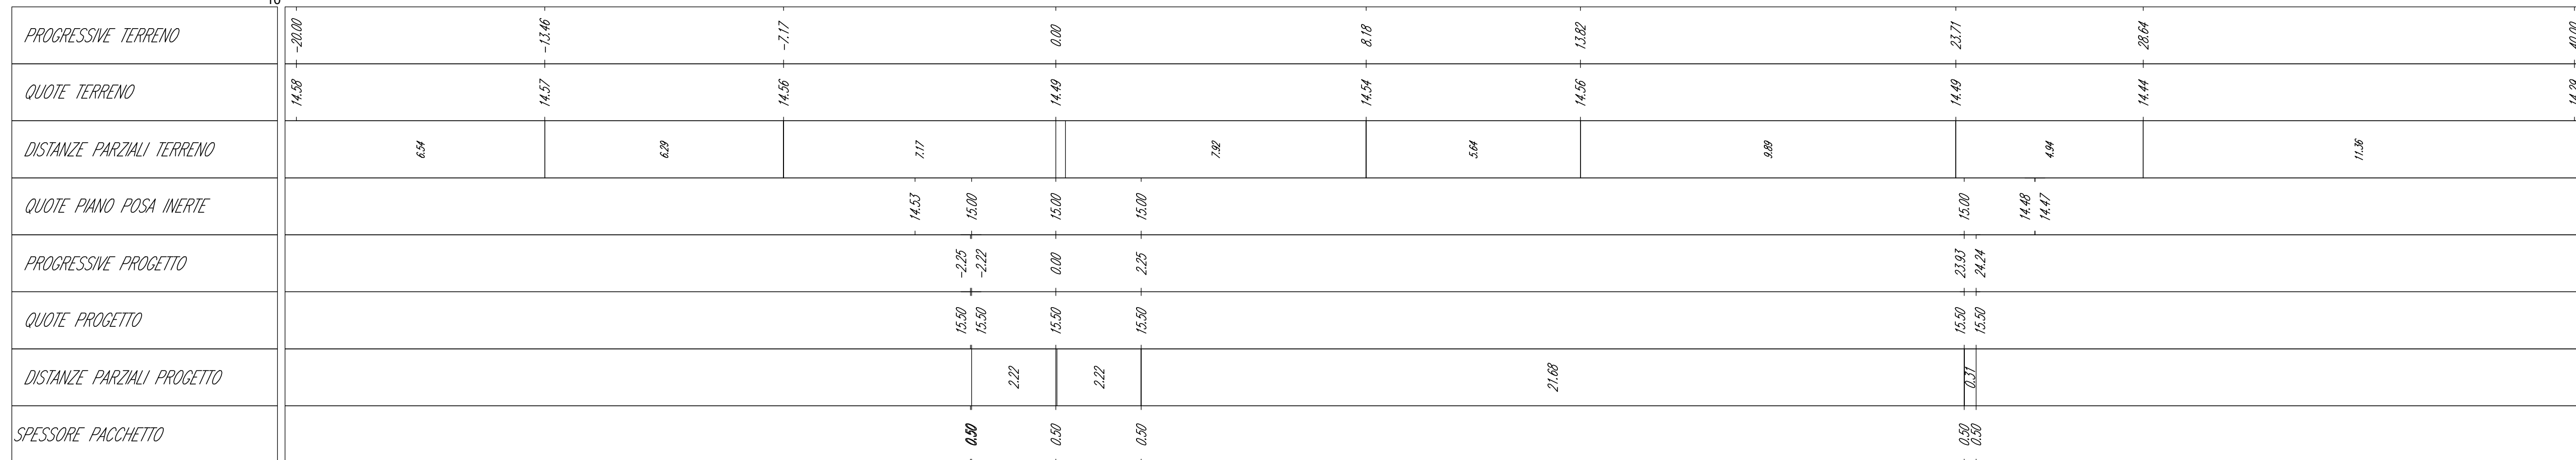 PROGRESSIVE TERRENO -20.00 -13.46 -7.17 0.00 8.18 13.82 23.71 28.64 40.00
QUOTE TERRENO 14.58 14.57 14.56 14.49 14.54 14.56 14.49 14.44 14.29
DISTANZE PARZIALI TERRENO 6.54 6.29 7.17 7.92 5.64 9.89 4.94 11.36
QUOTE PIANO POSA INERTE 14.53 15.00 15.00 15.00 15.00 14.48 14.47
PROGRESSIVE PROGETTO -2.25 -2.22 0.00 2.25 23.93 24.24
QUOTE PROGETTO 15.50 15.50 15.50 15.50 15.50 15.50
DISTANZE PARZIALI PROGETTO 2.22 2.22 21.68 0.31
SPESSORE PACCHETTO 0.50 0.50 0.50 0.50 0.50